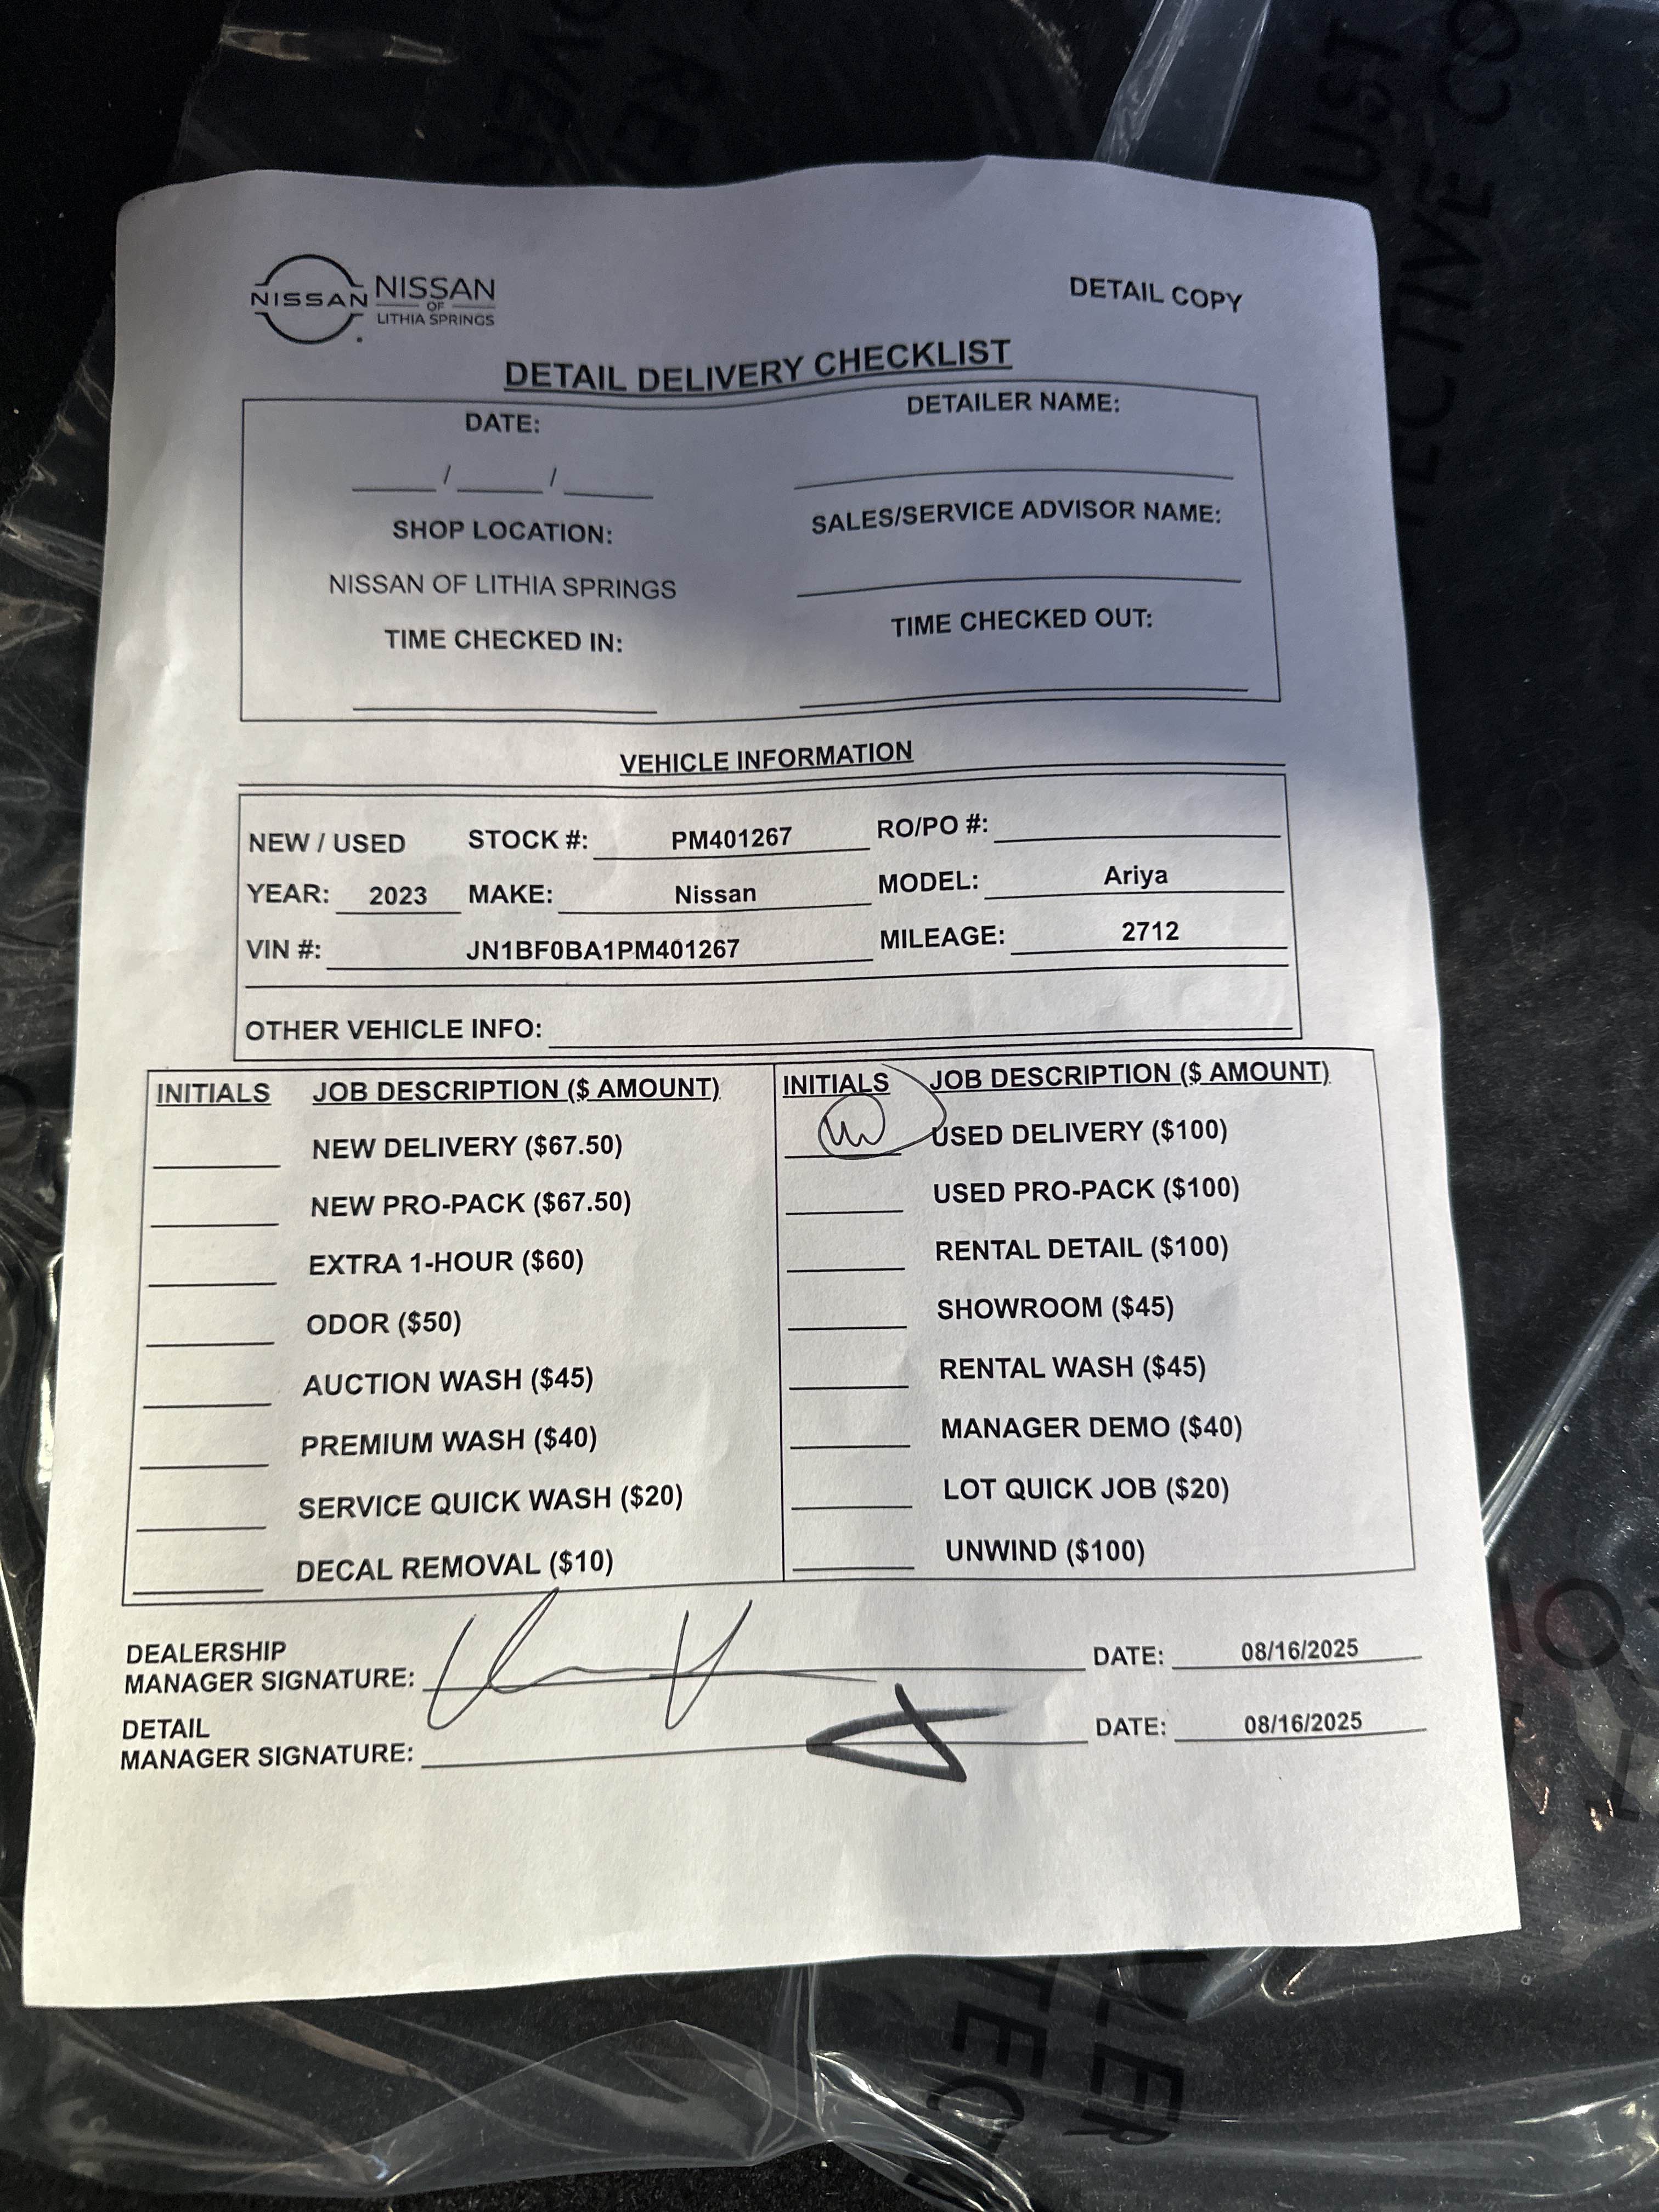 NISSAN
NISSAN
OF
LITHIA SPRINGS
DETAIL COPY
DETAIL DELIVERY CHECKLIST
DATE:
DETAILER NAME:
____/____/____
SHOP LOCATION:
SALES/SERVICE ADVISOR NAME:
NISSAN OF LITHIA SPRINGS
TIME CHECKED IN:
TIME CHECKED OUT:
VEHICLE INFORMATION
NEW / USED STOCK #: PM401267 RO/PO #:
YEAR: 2023 MAKE: Nissan MODEL: Ariya
VIN #: JN1BF0BA1PM401267 MILEAGE: 2712
OTHER VEHICLE INFO:
INITIALS JOB DESCRIPTION ($ AMOUNT)
NEW DELIVERY ($67.50)
NEW PRO-PACK ($67.50)
EXTRA 1-HOUR ($60)
ODOR ($50)
AUCTION WASH ($45)
PREMIUM WASH ($40)
SERVICE QUICK WASH ($20)
DECAL REMOVAL ($10)
INITIALS JOB DESCRIPTION ($ AMOUNT)
USED DELIVERY ($100)
USED PRO-PACK ($100)
RENTAL DETAIL ($100)
SHOWROOM ($45)
RENTAL WASH ($45)
MANAGER DEMO ($40)
LOT QUICK JOB ($20)
UNWIND ($100)
DEALERSHIP
MANAGER SIGNATURE: DATE: 08/16/2025
DETAIL
MANAGER SIGNATURE: DATE: 08/16/2025